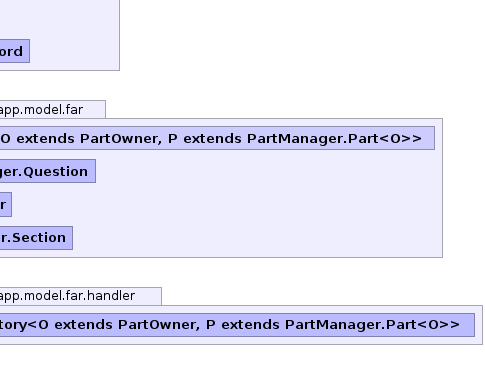 ord
app.model.far
O extends PartOwner, P extends PartManager.Part<O>>
ger.Question
r
r.Section
app.model.far.handler
tory<O extends PartOwner, P extends PartManager.Part<O>>